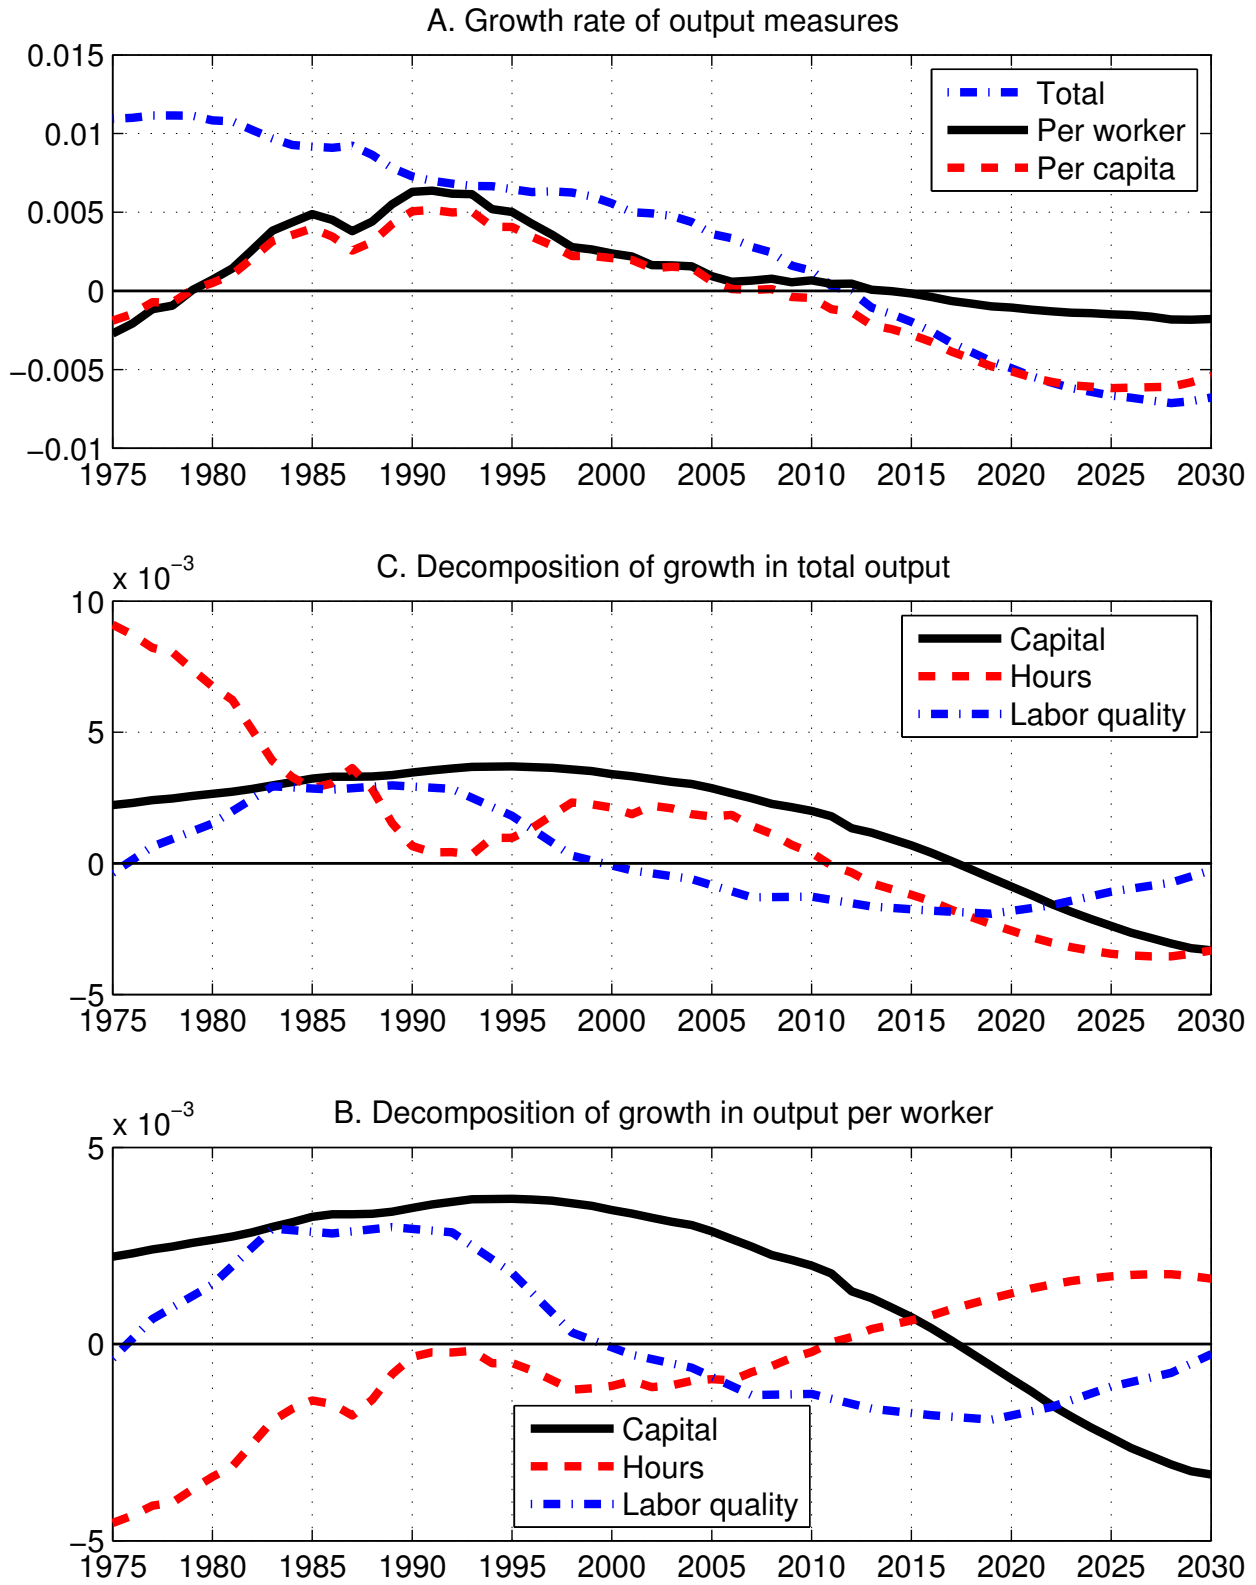 A. Growth rate of output measures
0.015
0.01
0.005
0
−0.005
−0.01
Total
Per worker
Per capita
1975 1980 1985 1990 1995 2000 2005 2010 2015 2020 2025 2030
C. Decomposition of growth in total output
x 10−3
10
5
0
−5
Capital
Hours
Labor quality
1975 1980 1985 1990 1995 2000 2005 2010 2015 2020 2025 2030
B. Decomposition of growth in output per worker
x 10−3
5
0
−5
Capital
Hours
Labor quality
1975 1980 1985 1990 1995 2000 2005 2010 2015 2020 2025 2030